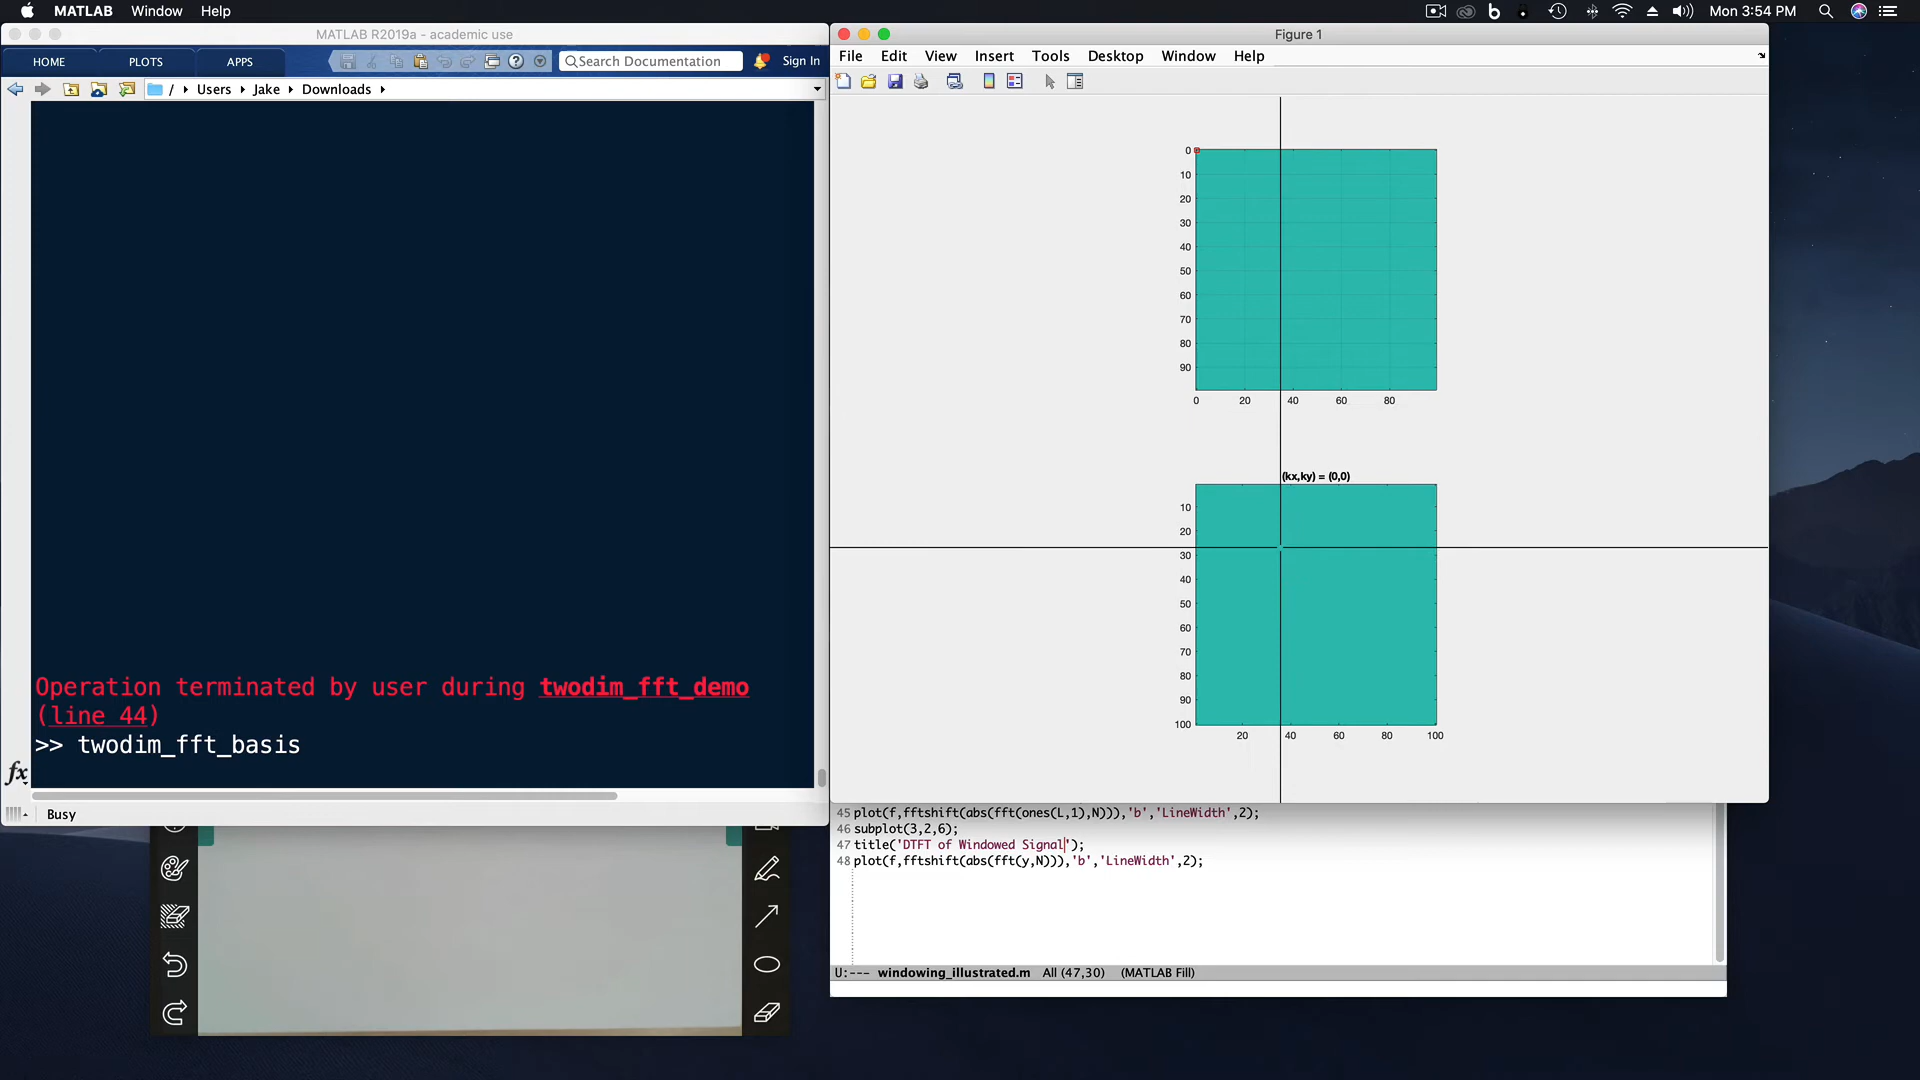 MATLAB Window Help
Mon 3:54 PM
MATLAB R2019a - academic use
HOME PLOTS APPS
Search Documentation
Sign In
/ Users Jake Downloads
Operation terminated by user during twodim_fft_demo
(line 44)
>> twodim_fft_basis
fx
Busy
Figure 1
File Edit View Insert Tools Desktop Window Help
0
10
20
30
40
50
60
70
80
90
0 20 40 60 80
(kx,ky) = (0,0)
10
20
30
40
50
60
70
80
90
100
20 40 60 80 100
45 plot(f,fftshift(abs(fft(ones(L,1),N))),'b','LineWidth',2);
46 subplot(3,2,6);
47 title('DTFT of Windowed Signal');
48 plot(f,fftshift(abs(fft(y,N))),'b','LineWidth',2);
U:--- windowing_illustrated.m All (47,30) (MATLAB Fill)